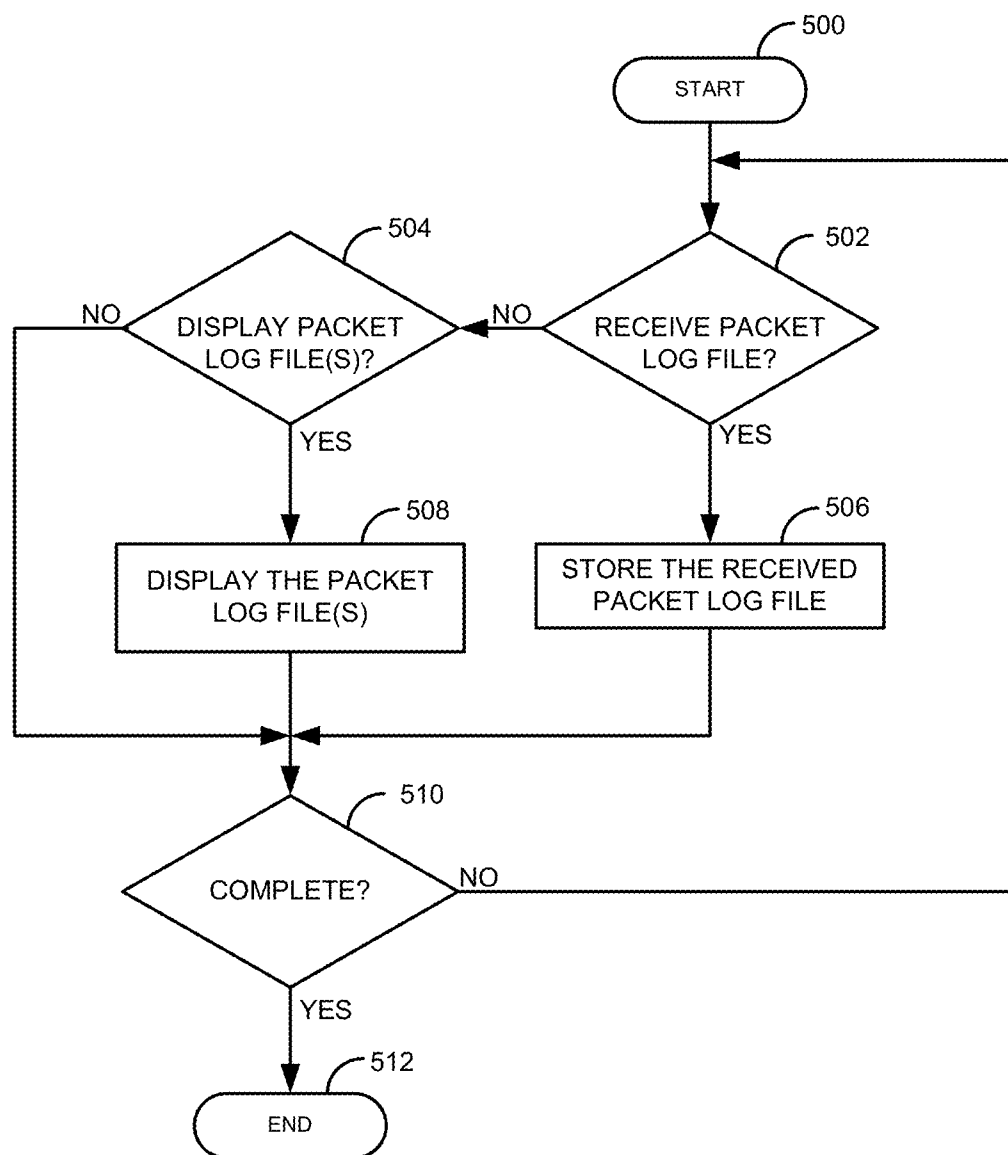 500
START
504
502
NO
DISPLAY PACKET
LOG FILE(S)?
NO
RECEIVE PACKET
LOG FILE?
YES
YES
508
506
DISPLAY THE PACKET
LOG FILE(S)
STORE THE RECEIVED
PACKET LOG FILE
510
COMPLETE?
NO
YES
512
END